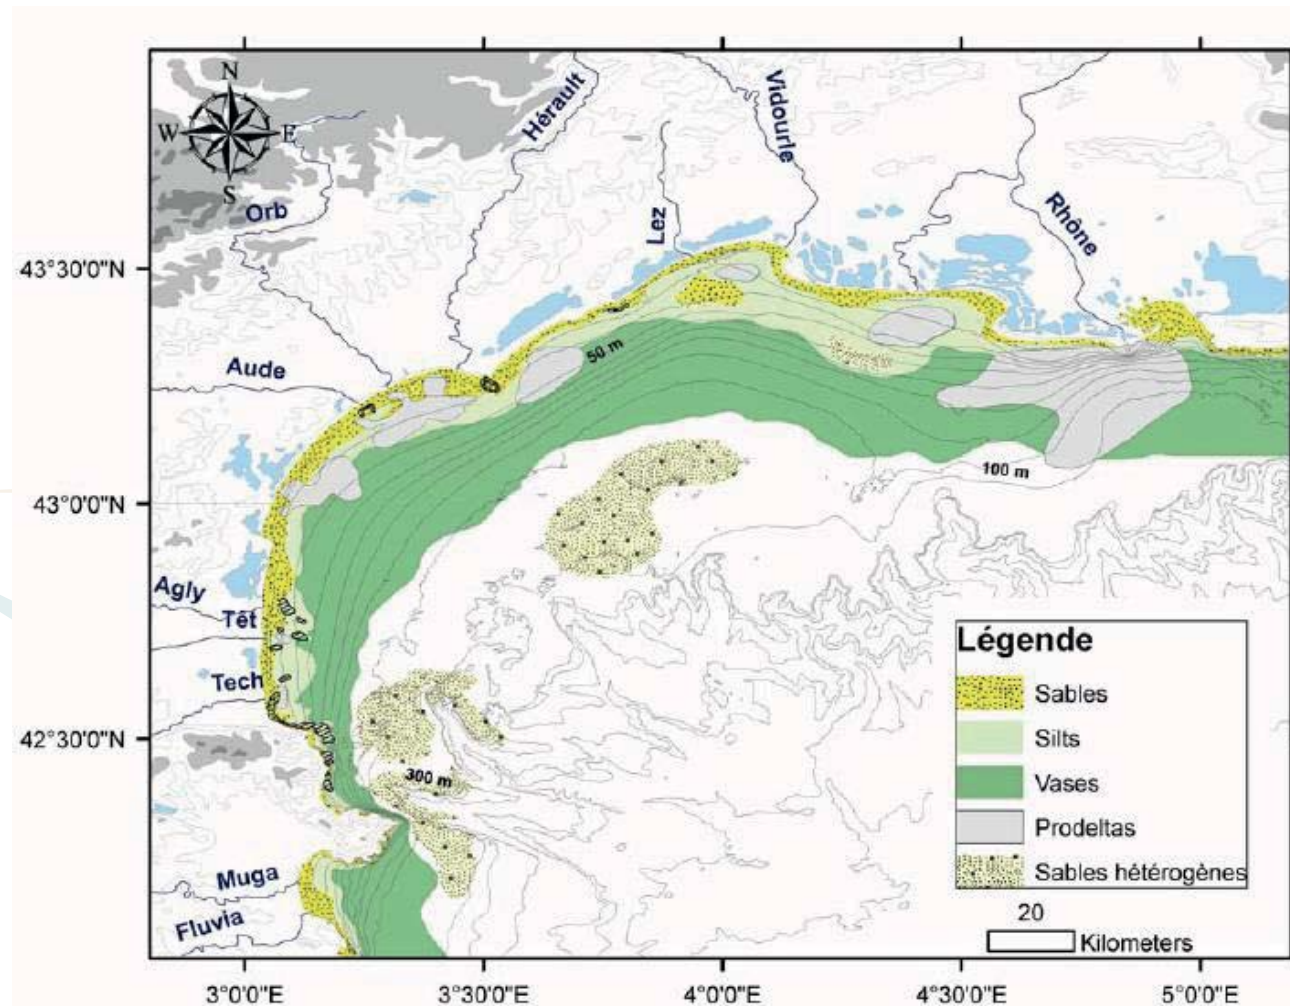 N
W E
S
Hérault
Vidourle
Orb
Lez
Rhône
43°30'0"N
50 m
Aude
100 m
43°0'0"N
Agly
Têt
Tech
42°30'0"N
300 m
Muga
Fluvia
Légende
Sables
Silts
Vases
Prodeltas
Sables hétérogènes
20
Kilometers
3°0'0"E 3°30'0"E 4°0'0"E 4°30'0"E 5°0'0"E